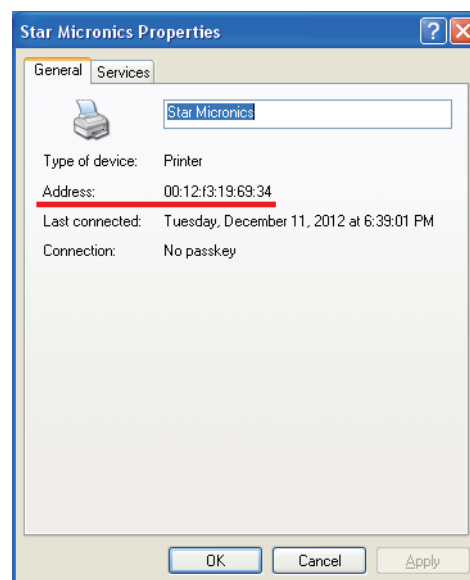 Star Micronics Properties
General Services
Star Micronics
Type of device: Printer
Address: 00:12:f3:19:69:34
Last connected: Tuesday, December 11, 2012 at 6:39:01 PM
Connection: No passkey
OK Cancel Apply